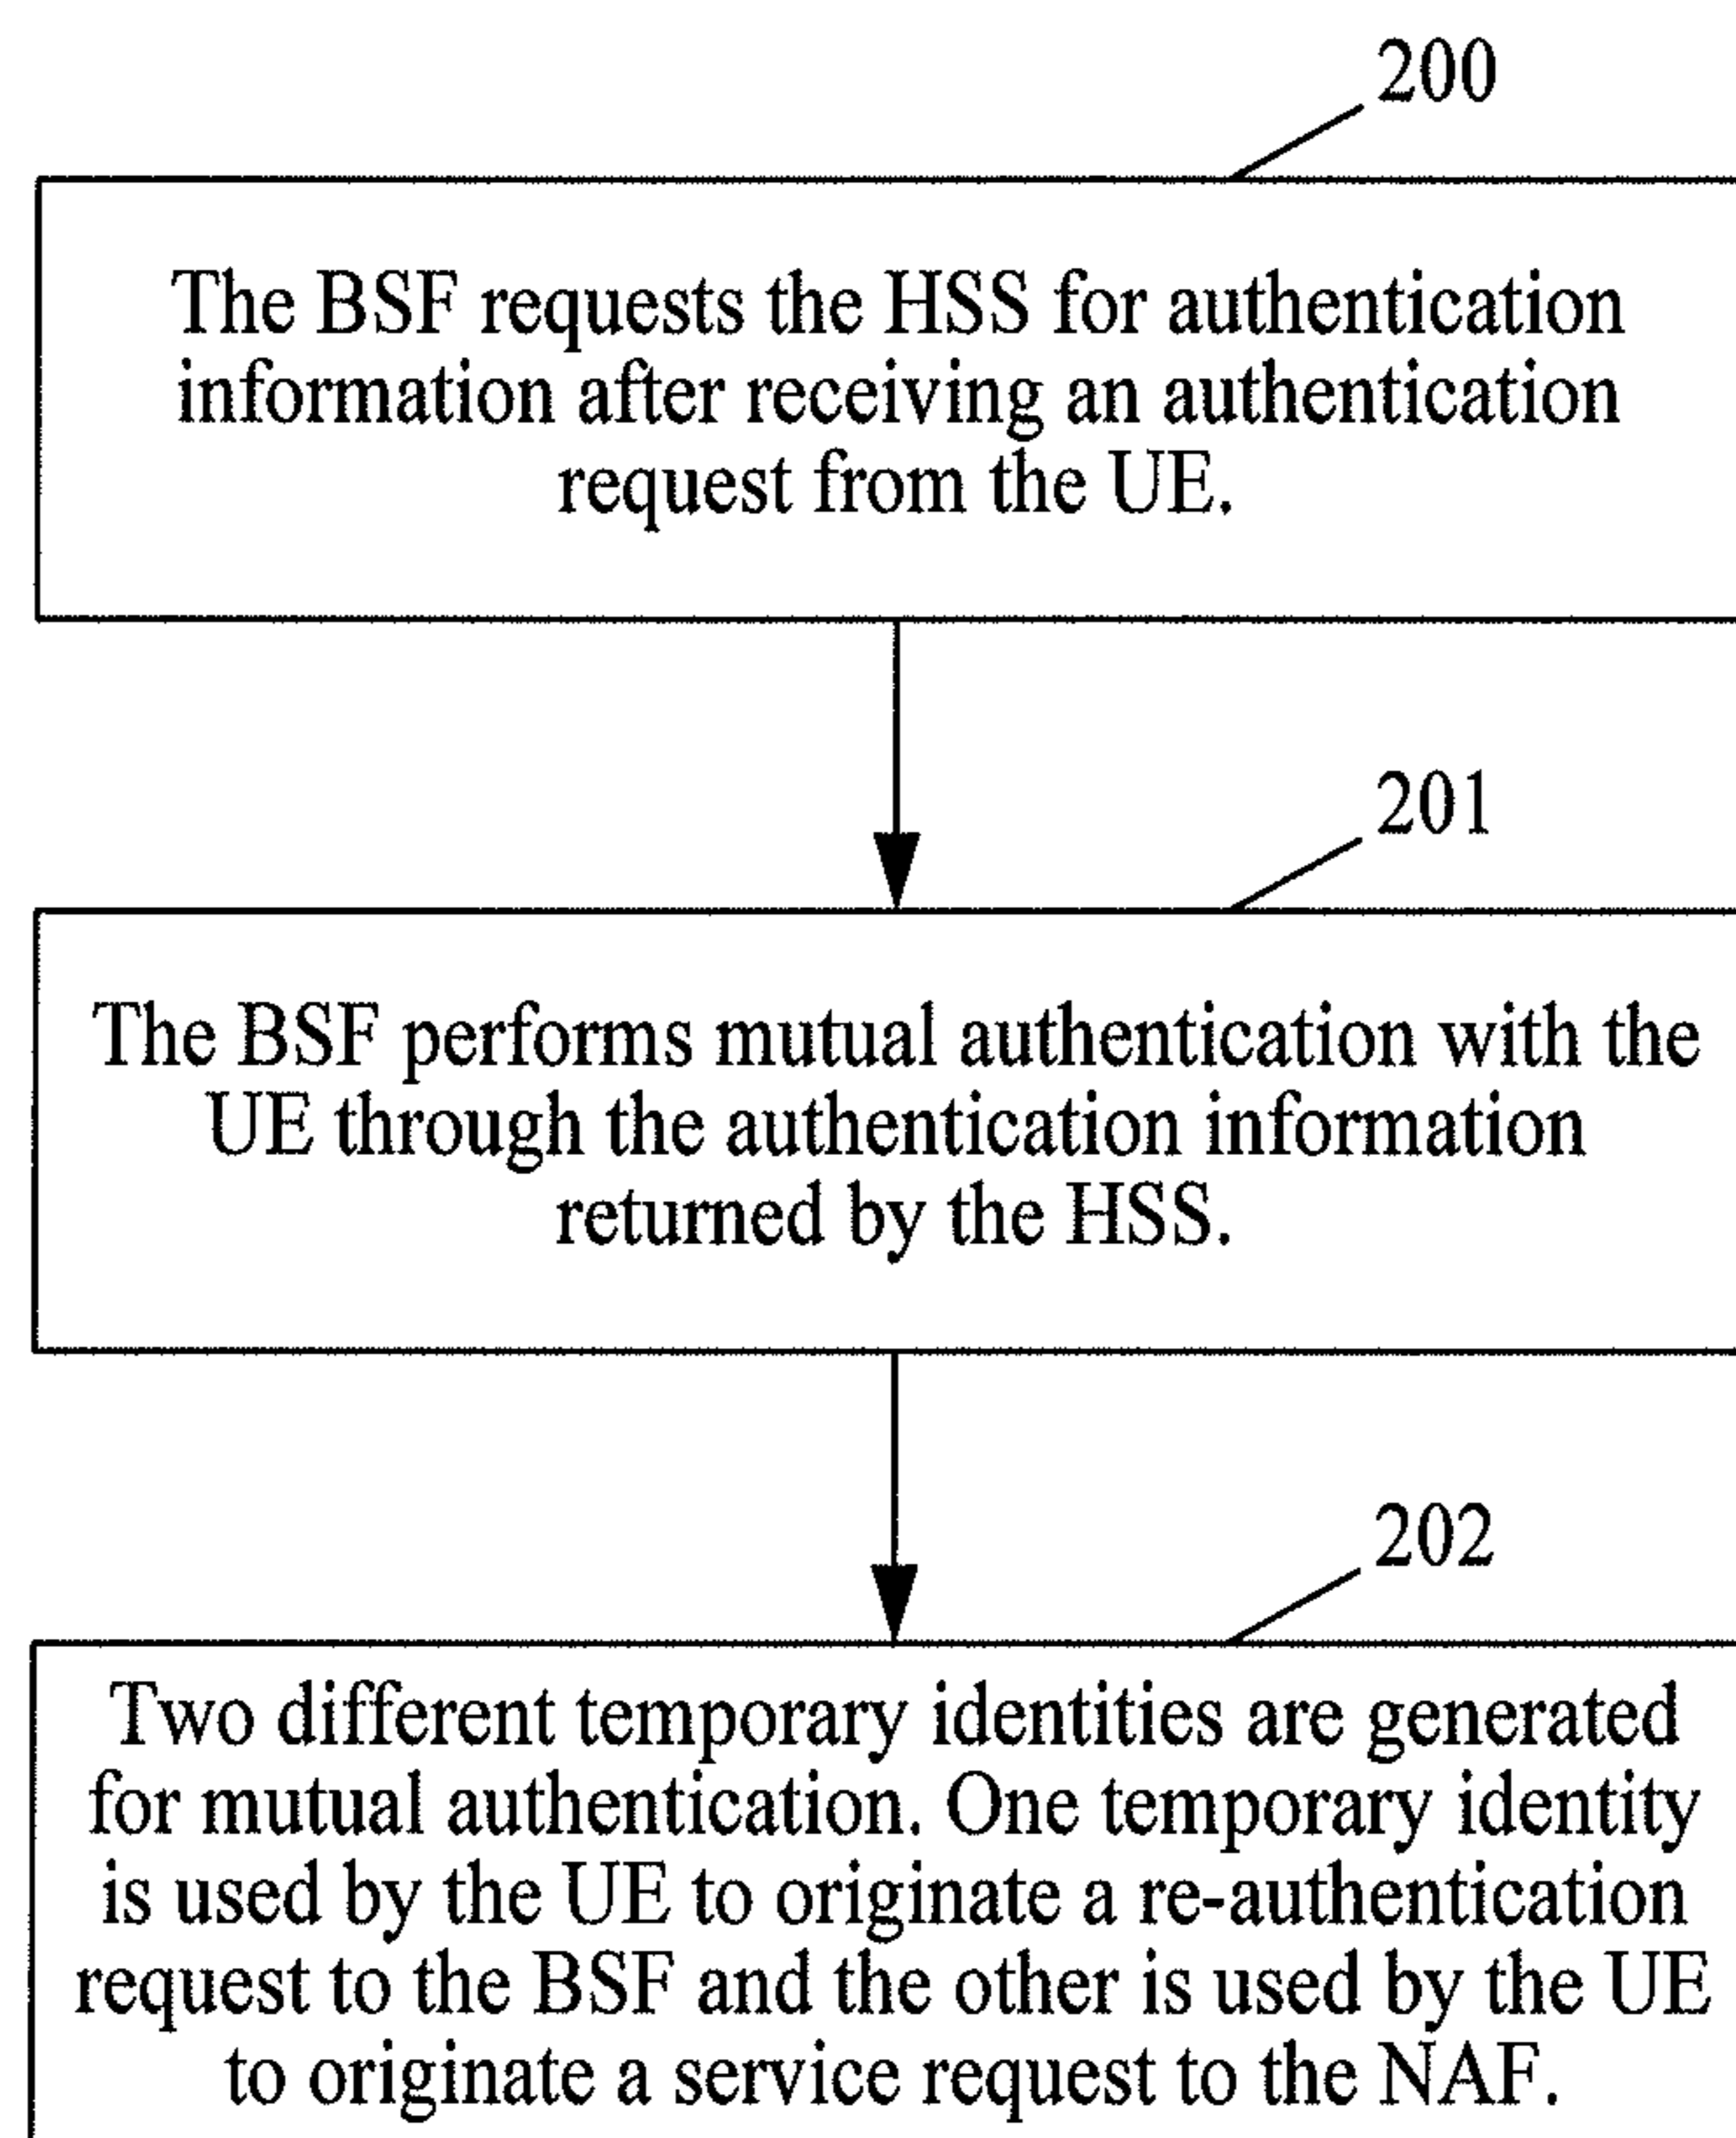 200
The BSF requests the HSS for authentication
information after receiving an authentication
request from the UE.
201
The BSF performs mutual authentication with the
UE through the authentication information
returned by the HSS.
202
Two different temporary identities are generated
for mutual authentication. One temporary identity
is used by the UE to originate a re-authentication
request to the BSF and the other is used by the UE
to originate a service request to the NAF.